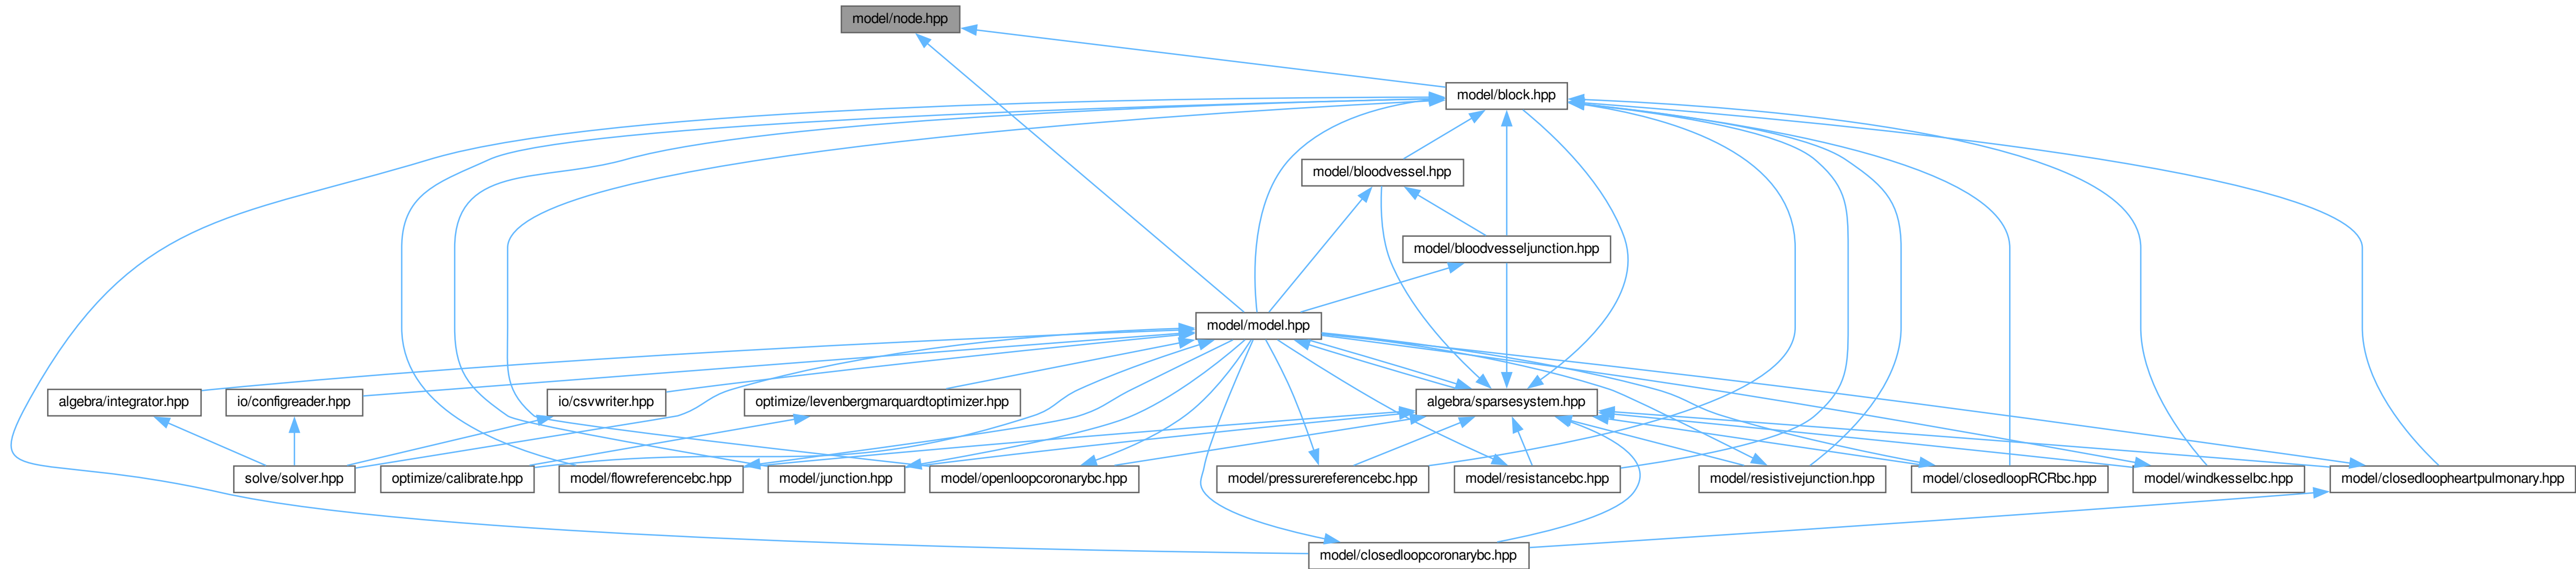 model/node.hpp
model/block.hpp
model/bloodvessel.hpp
model/bloodvesseljunction.hpp
model/model.hpp
algebra/integrator.hpp
io/configreader.hpp
io/csvwriter.hpp
optimize/levenbergmarquardtoptimizer.hpp
algebra/sparsesystem.hpp
solve/solver.hpp
optimize/calibrate.hpp
model/flowreferencebc.hpp
model/junction.hpp
model/openloopcoronarybc.hpp
model/pressurereferencebc.hpp
model/resistancebc.hpp
model/resistivejunction.hpp
model/closedloopRCRbc.hpp
model/windkesselbc.hpp
model/closedloopheartpulmonary.hpp
model/closedloopcoronarybc.hpp